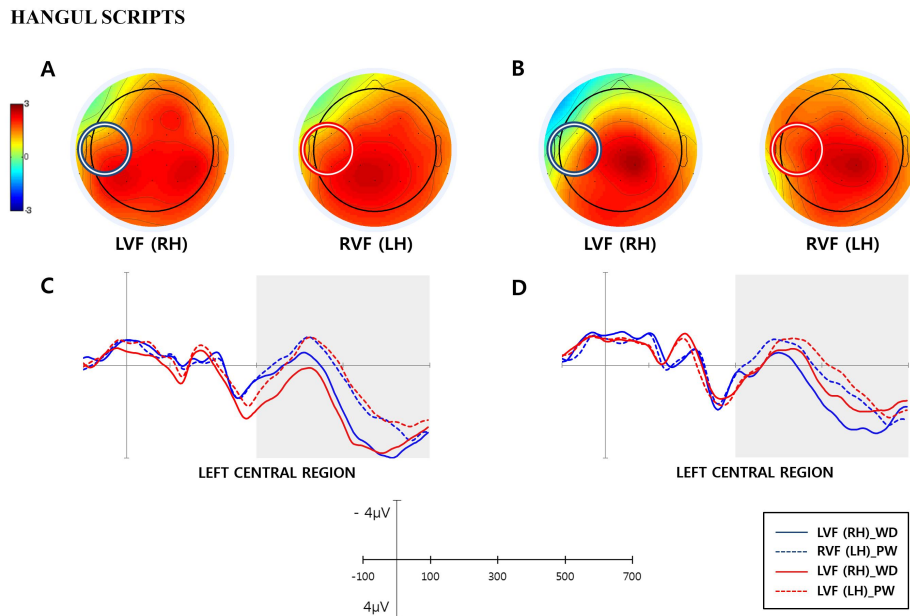 HANGUL SCRIPTS
A
B
3
0
-3
LVF (RH)
RVF (LH)
LVF (RH)
RVF (LH)
C
D
LEFT CENTRAL REGION
LEFT CENTRAL REGION
- 4µV
-100 100 300 500 700
4µV
LVF (RH)_WD
RVF (LH)_PW
LVF (RH)_WD
LVF (LH)_PW